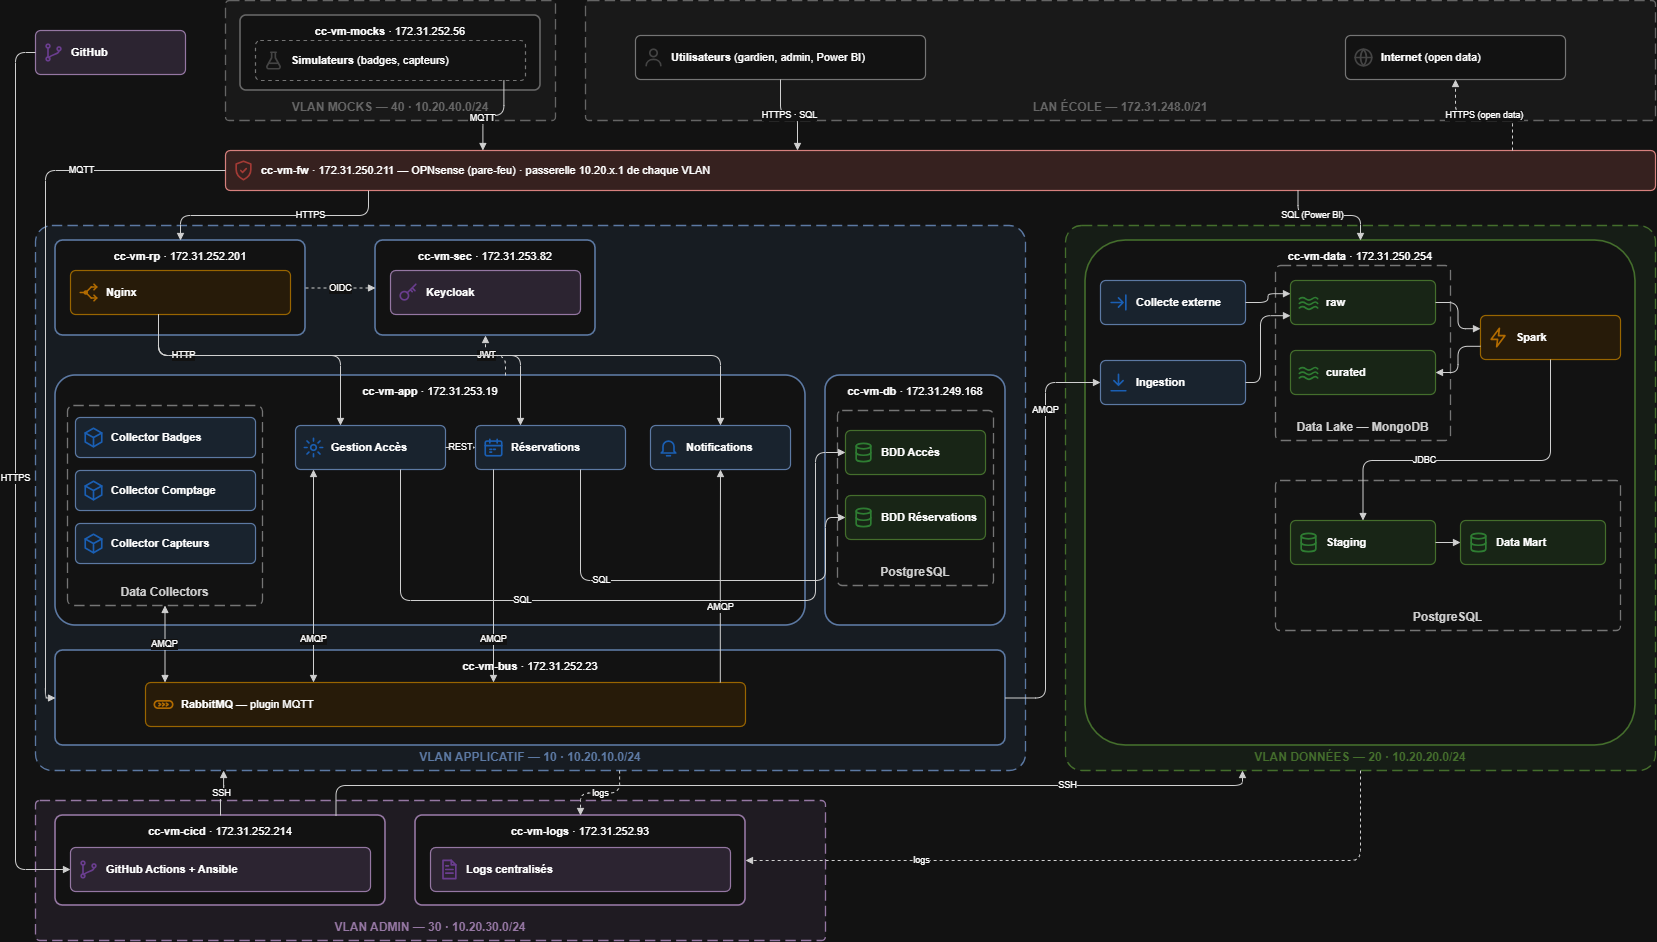 GitHub
cc-vm-mocks · 172.31.252.56
Simulateurs (badges, capteurs)
VLAN MOCKS — 40 · 10.20.40.0/24
Utilisateurs (gardien, admin, Power BI)
Internet (open data)
LAN ÉCOLE — 172.31.248.0/21
MQTT
HTTPS · SQL
HTTPS (open data)
MQTT
cc-vm-fw · 172.31.250.211 — OPNsense (pare-feu) · passerelle 10.20.x.1 de chaque VLAN
HTTPS
SQL (Power BI)
cc-vm-rp · 172.31.252.201
Nginx
OIDC
cc-vm-sec · 172.31.253.82
Keycloak
HTTP
JWT
cc-vm-app · 172.31.253.19
Collector Badges
Collector Comptage
Collector Capteurs
Data Collectors
Gestion Accès
REST
Réservations
Notifications
cc-vm-db · 172.31.249.168
BDD Accès
BDD Réservations
PostgreSQL
SQL
SQL
AMQP
AMQP
AMQP
AMQP
cc-vm-bus · 172.31.252.23
RabbitMQ — plugin MQTT
VLAN APPLICATIF — 10 · 10.20.10.0/24
AMQP
cc-vm-data · 172.31.250.254
Collecte externe
Ingestion
raw
curated
Data Lake — MongoDB
Spark
JDBC
Staging
Data Mart
PostgreSQL
VLAN DONNÉES — 20 · 10.20.20.0/24
HTTPS
SSH
logs
SSH
cc-vm-cicd · 172.31.252.214
GitHub Actions + Ansible
cc-vm-logs · 172.31.252.93
Logs centralisés
logs
VLAN ADMIN — 30 · 10.20.30.0/24